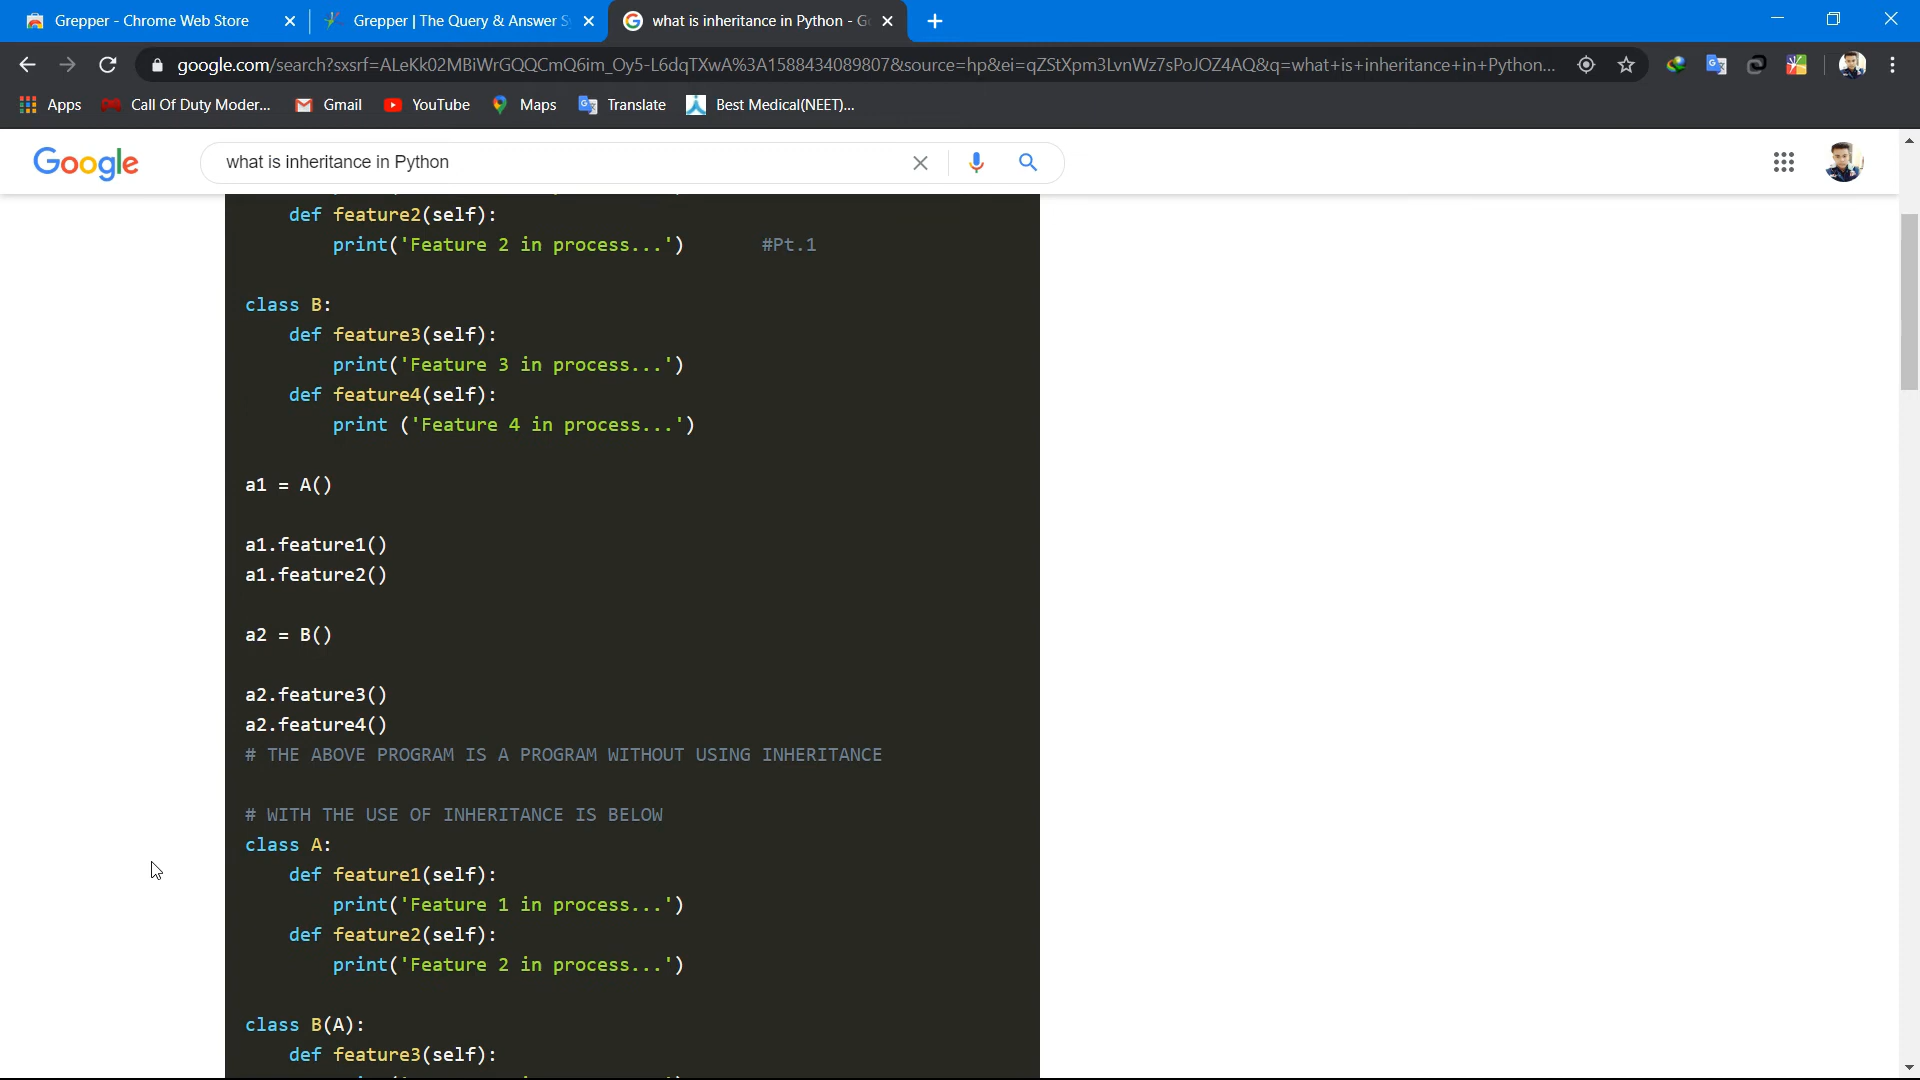 Grepper - Chrome Web Store
Grepper | The Query & Answer S
what is inheritance in Python - G
google.com/search?sxsrf=ALeKk02MBiWrGQQCmQ6im_Oy5-L6dqTXwA%3A1588434089807&source=hp&ei=qZStXpm3LvnWz7sPoJOZ4AQ&q=what+is+inheritance+in+Python...
Apps
Call Of Duty Moder...
Gmail
YouTube
Maps
Translate
Best Medical(NEET)...
Google
what is inheritance in Python
def feature2(self):
print('Feature 2 in process...') #Pt.1
class B:
def feature3(self):
print('Feature 3 in process...')
def feature4(self):
print ('Feature 4 in process...')
a1 = A()
a1.feature1()
a1.feature2()
a2 = B()
a2.feature3()
a2.feature4()
# THE ABOVE PROGRAM IS A PROGRAM WITHOUT USING INHERITANCE
# WITH THE USE OF INHERITANCE IS BELOW
class A:
def feature1(self):
print('Feature 1 in process...')
def feature2(self):
print('Feature 2 in process...')
class B(A):
def feature3(self):